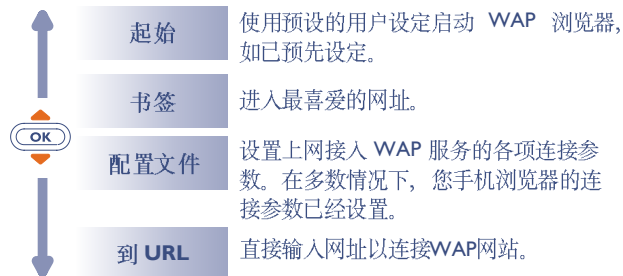 起始
使用预设的用户设定启动 WAP 浏览器,
如已预先设定。
书签
进入最喜爱的网址。
OK
配置文件
设置上网接入 WAP 服务的各项连接参
数。在多数情况下, 您手机浏览器的连
接参数已经设置。
到 URL
直接输入网址以连接WAP网站。